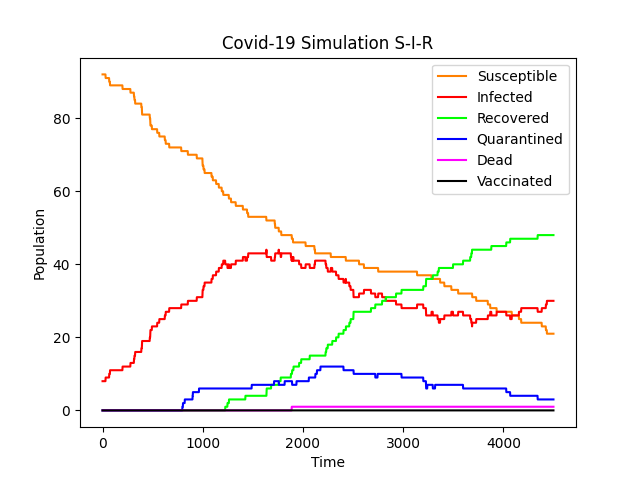 Covid-19 Simulation S-I-R
Susceptible
Infected
Recovered
Quarantined
Dead
Vaccinated
Population
80
60
40
20
0
0 1000 2000 3000 4000
Time